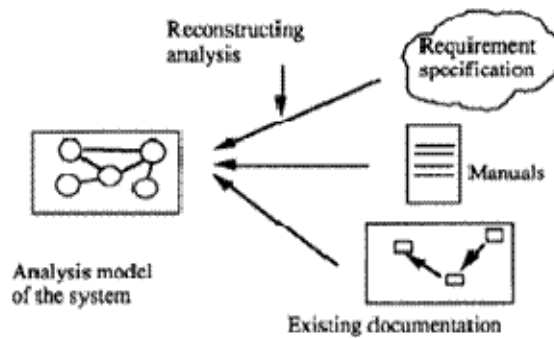 Reconstructing
analysis
Requirement
specification
Manuals
Analysis model
of the system
Existing documentation